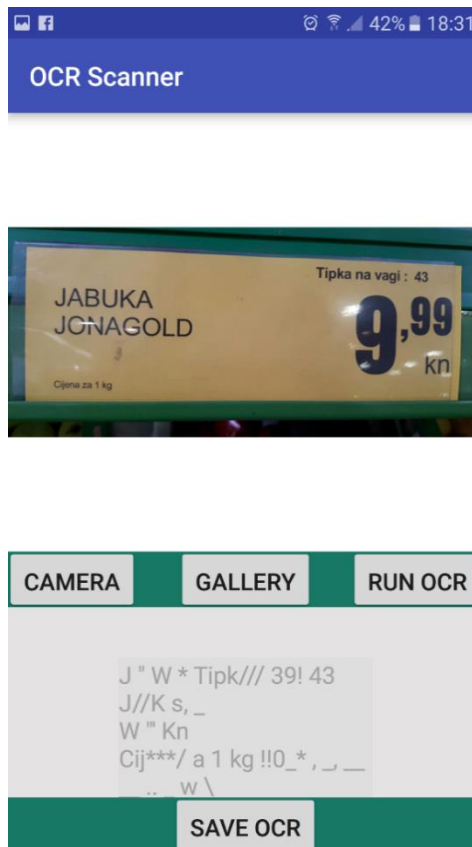 42% 18:31
OCR Scanner
Tipka na vagi : 43
JABUKA
JONAGOLD
9,99
kn
Cijena za 1 kg
CAMERA
GALLERY
RUN OCR
J " W * Tipk/// 39! 43
J//K s, _
W '" Kn
Cij***/ a 1 kg !!0_* , _, __
__ .. _ w \
SAVE OCR